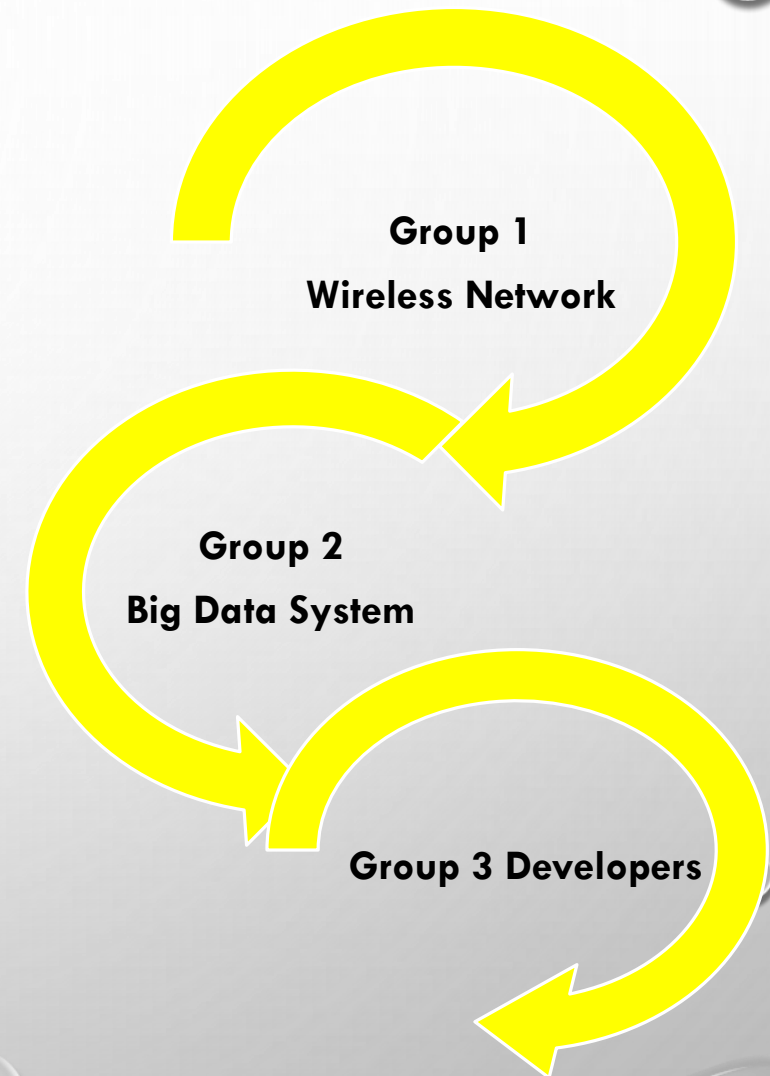 Group 1
Wireless Network
Group 2
Big Data System
Group 3 Developers